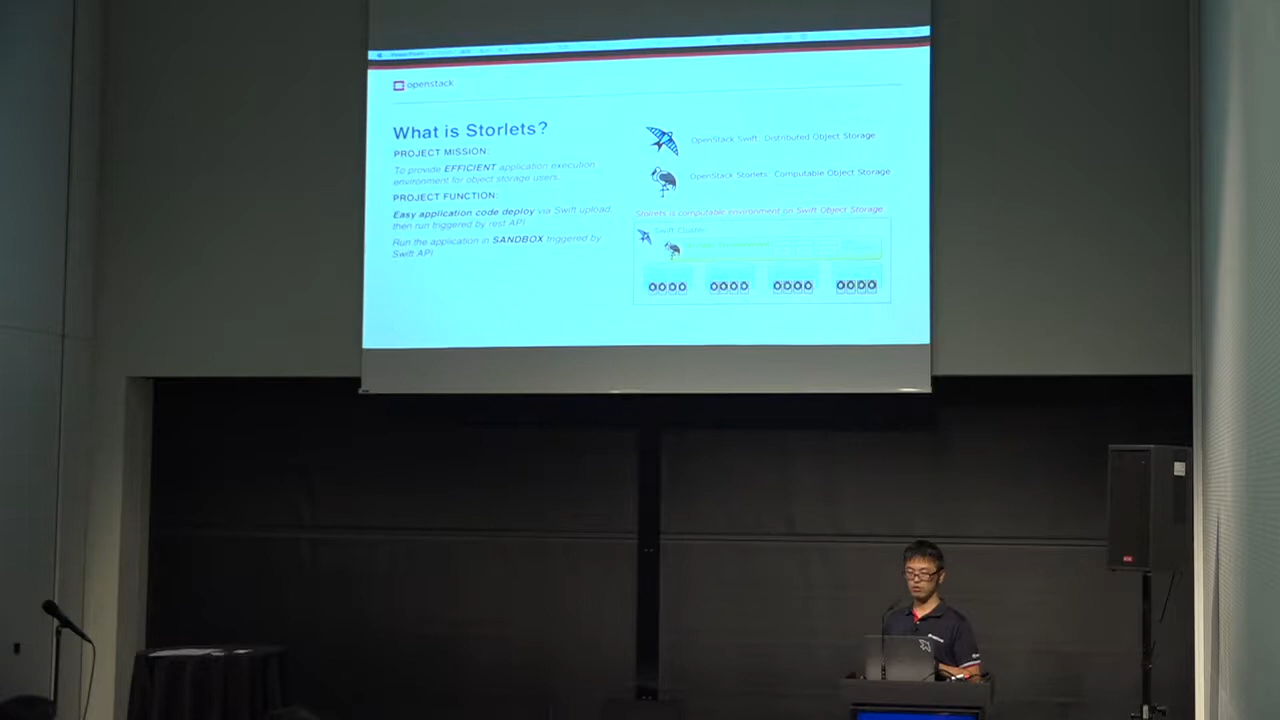 openstack
What is Storlets?
PROJECT MISSION:
To provide EFFICIENT application execution
environment for object storage users.
PROJECT FUNCTION:
Easy application code deploy via Swift upload,
then run triggered by rest API
Run the application in SANDBOX triggered by
Swift API
OpenStack Swift: Distributed Object Storage
OpenStack Storlets: Computable Object Storage
Storlets is computable environment on Swift Object Storage
Swift Cluster